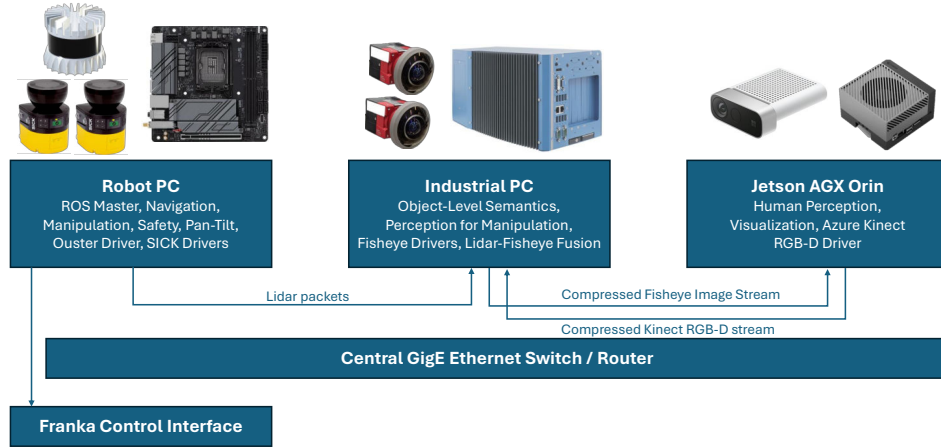 Robot PC
ROS Master, Navigation,
Manipulation, Safety, Pan-Tilt,
Ouster Driver, SICK Drivers
Industrial PC
Object-Level Semantics,
Perception for Manipulation,
Fisheye Drivers, Lidar-Fisheye Fusion
Jetson AGX Orin
Human Perception,
Visualization, Azure Kinect
RGB-D Driver
Lidar packets
Compressed Fisheye Image Stream
Compressed Kinect RGB-D stream
Central GigE Ethernet Switch / Router
Franka Control Interface